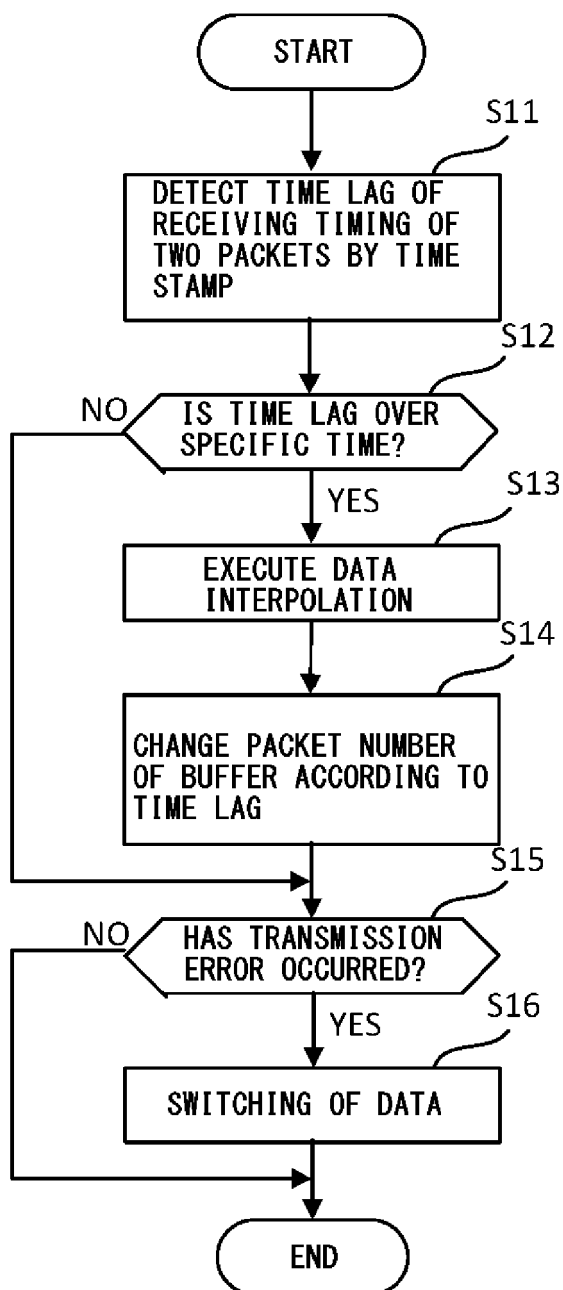 START
S11
DETECT TIME LAG OF
RECEIVING TIMING OF
TWO PACKETS BY TIME
STAMP
S12
NO
IS TIME LAG OVER
SPECIFIC TIME?
YES
S13
EXECUTE DATA
INTERPOLATION
S14
CHANGE PACKET NUMBER
OF BUFFER ACCORDING TO
TIME LAG
S15
NO
HAS TRANSMISSION
ERROR OCCURRED?
YES
S16
SWITCHING OF DATA
END